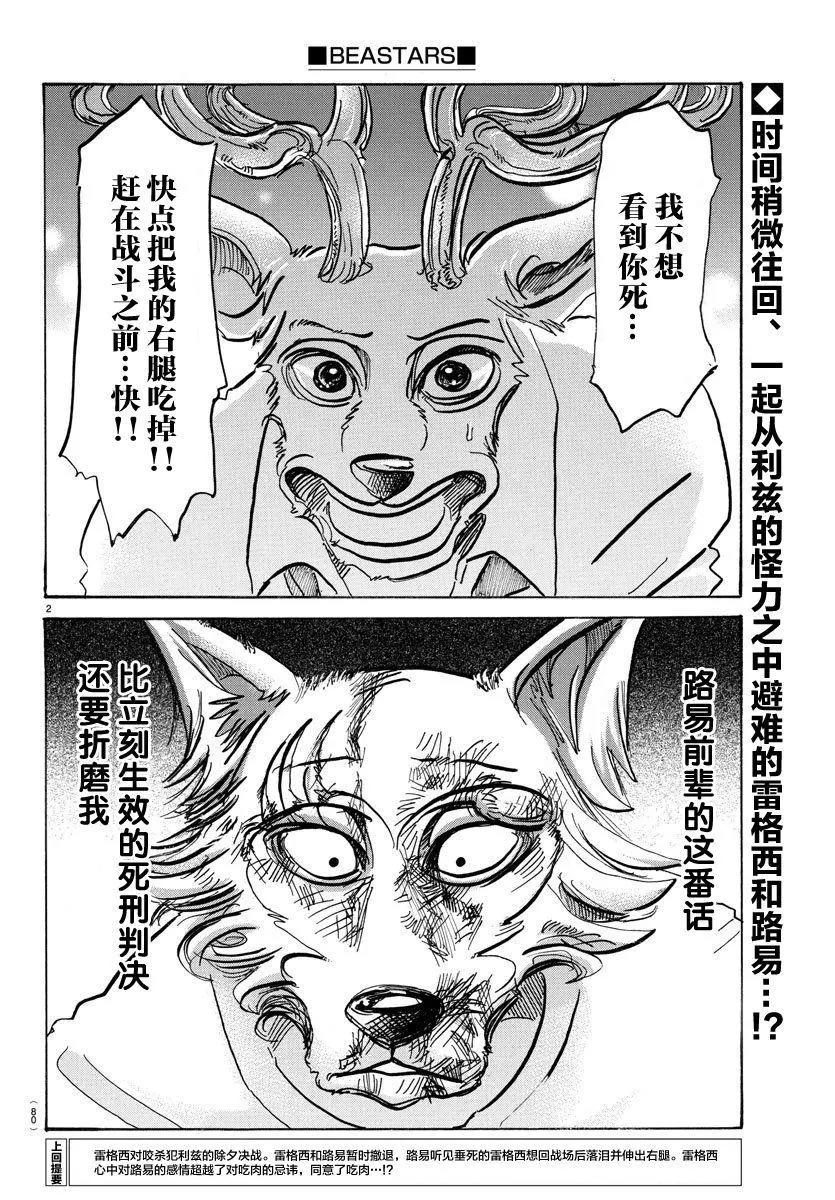 ■BEASTARS■
◆时间稍微往回、一起从利兹的怪力之中避难的雷格西和路易…!?
我不想
看到你死…
快点把我的右腿吃掉!!
赶在战斗之前…快!!
2
路易前辈的这番话
比立刻生效的死刑判决
还要折磨我
(80)
上回提要
雷格西对咬杀犯利兹的除夕决战。雷格西和路易暂时撤退，路易听见垂死的雷格西想回战场后落泪并伸出右腿。雷格西
心中对路易的感情超越了对吃肉的忌讳，同意了吃肉…!?